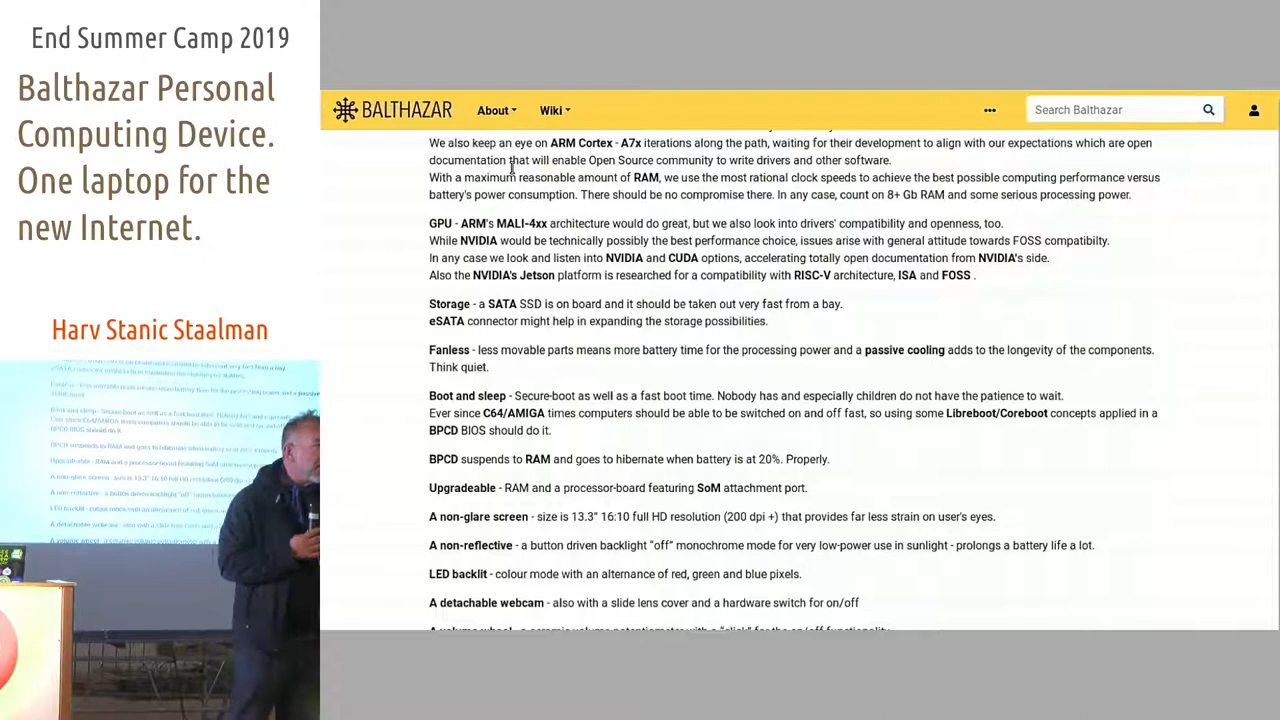 End Summer Camp 2019
Balthazar Personal
Computing Device.
One laptop for the
new Internet.
Harv Stanic Staalman
BALTHAZAR
About
Wiki
Search Balthazar
We also keep an eye on ARM Cortex - A7x iterations along the path, waiting for their development to align with our expectations which are open
documentation that will enable Open Source community to write drivers and other software.
With a maximum reasonable amount of RAM, we use the most rational clock speeds to achieve the best possible computing performance versus
battery's power consumption. There should be no compromise there. In any case, count on 8+ Gb RAM and some serious processing power.
GPU - ARM's MALI-4xx architecture would do great, but we also look into drivers' compatibility and openness, too.
While NVIDIA would be technically possibly the best performance choice, issues arise with general attitude towards FOSS compatibilty.
In any case we look and listen into NVIDIA and CUDA options, accelerating totally open documentation from NVIDIA's side.
Also the NVIDIA's Jetson platform is researched for a compatibility with RISC-V architecture, ISA and FOSS .
Storage - a SATA SSD is on board and it should be taken out very fast from a bay.
eSATA connector might help in expanding the storage possibilities.
Fanless - less movable parts means more battery time for the processing power and a passive cooling adds to the longevity of the components.
Think quiet.
Boot and sleep - Secure-boot as well as a fast boot time. Nobody has and especially children do not have the patience to wait.
Ever since C64/AMIGA times computers should be able to be switched on and off fast, so using some Libreboot/Coreboot concepts applied in a
BPCD BIOS should do it.
BPCD suspends to RAM and goes to hibernate when battery is at 20%. Properly.
Upgradeable - RAM and a processor-board featuring SoM attachment port.
A non-glare screen - size is 13.3" 16:10 full HD resolution (200 dpi +) that provides far less strain on user's eyes.
A non-reflective - a button driven backlight "off" monochrome mode for very low-power use in sunlight - prolongs a battery life a lot.
LED backlit - colour mode with an alternance of red, green and blue pixels.
A detachable webcam - also with a slide lens cover and a hardware switch for on/off